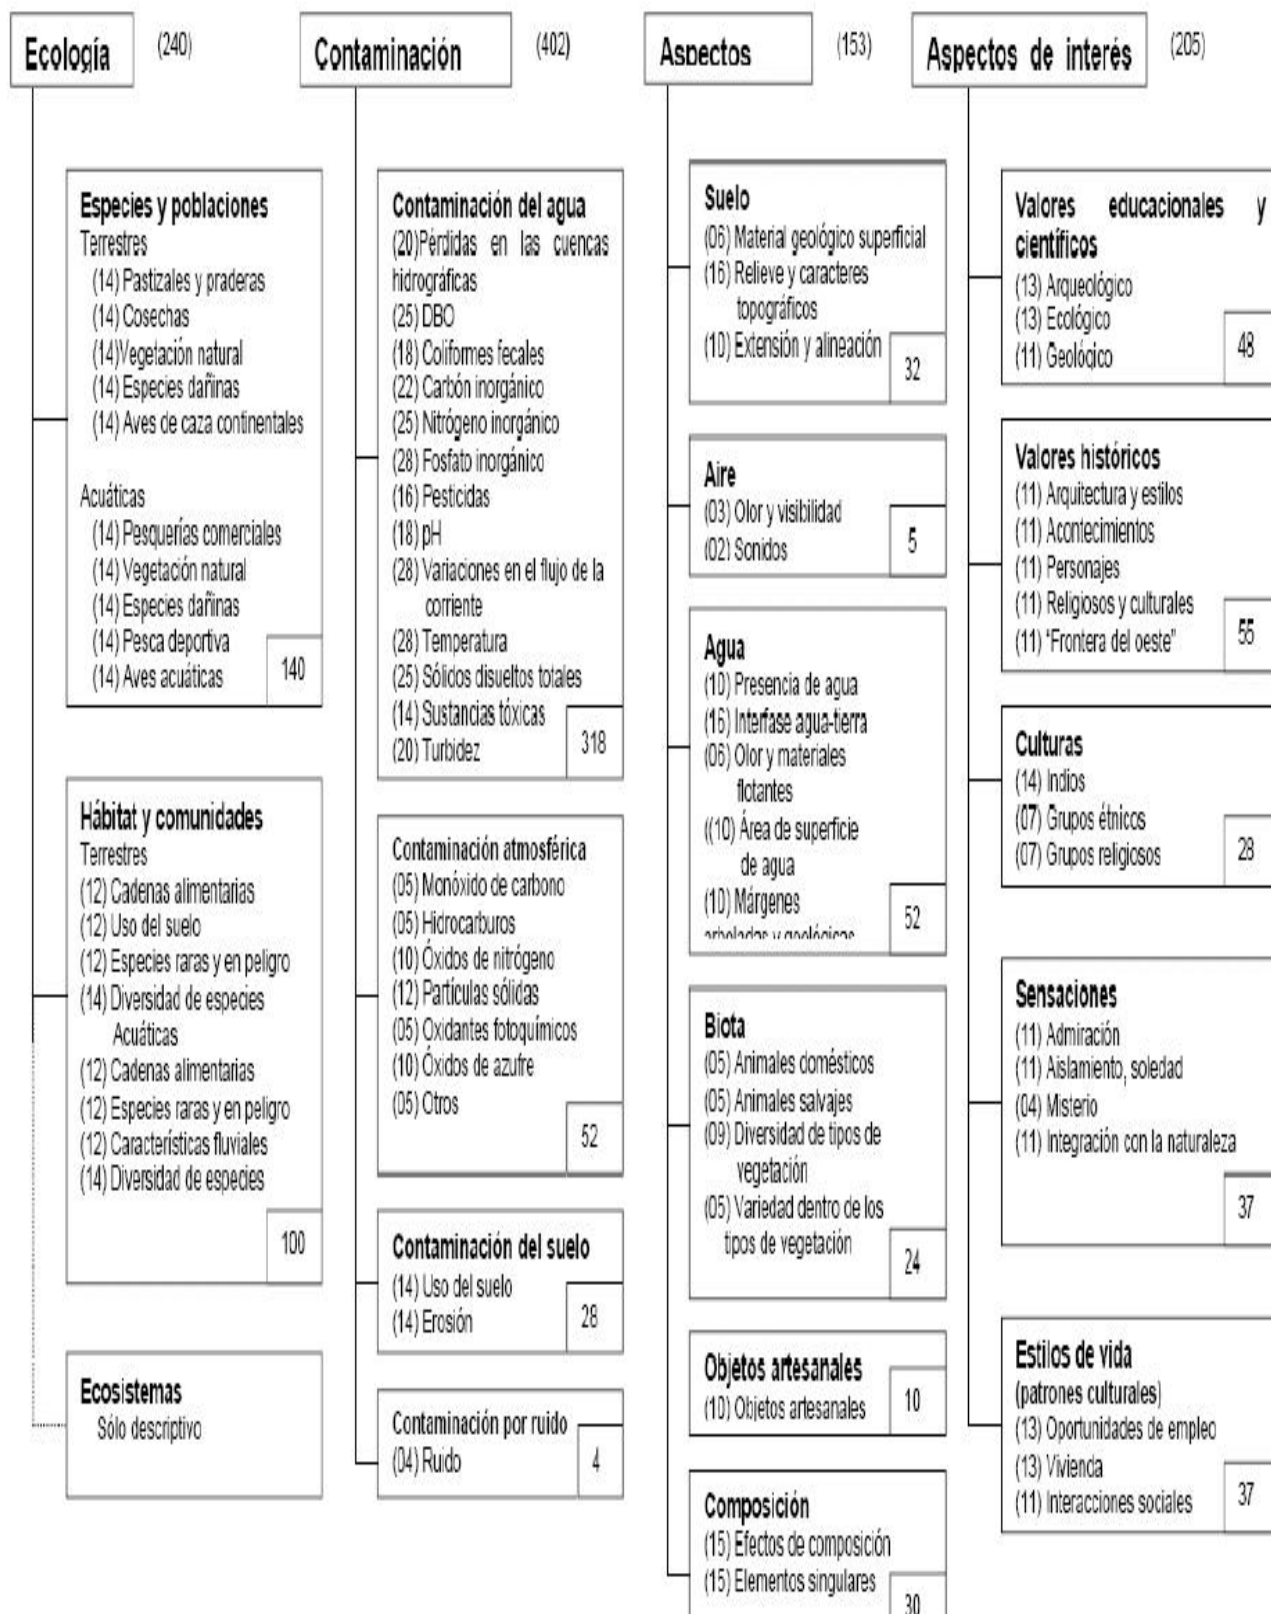 Ecología (240)
Especies y poblaciones
Terrestres
(14) Pastizales y praderas
(14) Cosechas
(14)Vegetación natural
(14) Especies dañinas
(14) Aves de caza continentales
Acuáticas
(14) Pesquerías comerciales
(14) Vegetación natural
(14) Especies dañinas
(14) Pesca deportiva
(14) Aves acuáticas
140
Hábitat y comunidades
Terrestres
(12) Cadenas alimentarias
(12) Uso del suelo
(12) Especies raras y en peligro
(14) Diversidad de especies
Acuáticas
(12) Cadenas alimentarias
(12) Especies raras y en peligro
(12) Características fluviales
(14) Diversidad de especies
100
Ecosistemas
Sólo descriptivo
Contaminación (402)
Contaminación del agua
(20)Pérdidas en las cuencas
hidrográficas
(25) DBO
(18) Coliformes fecales
(22) Carbón inorgánico
(25) Nitrógeno inorgánico
(28) Fosfato inorgánico
(16) Pesticidas
(18) pH
(28) Variaciones en el flujo de la
corriente
(28) Temperatura
(25) Sólidos disueltos totales
(14) Sustancias tóxicas
(20) Turbidez
318
Contaminación atmosférica
(05) Monóxido de carbono
(05) Hidrocarburos
(10) Óxidos de nitrógeno
(12) Partículas sólidas
(05) Oxidantes fotoquímicos
(10) Óxidos de azufre
(05) Otros
52
Contaminación del suelo
(14) Uso del suelo
(14) Erosión
28
Contaminación por ruido
(04) Ruido
4
Aspectos (153)
Suelo
(06) Material geológico superficial
(16) Relieve y caracteres
topográficos
(10) Extensión y alineación
32
Aire
(03) Olor y visibilidad
(02) Sonidos
5
Agua
(10) Presencia de agua
(16) Interfase agua-tierra
(06) Olor y materiales
flotantes
((10) Área de superficie
de agua
(10) Márgenes
arboladas y geológicas
52
Biota
(05) Animales domésticos
(05) Animales salvajes
(09) Diversidad de tipos de
vegetación
(05) Variedad dentro de los
tipos de vegetación
24
Objetos artesanales
(10) Objetos artesanales
10
Composición
(15) Efectos de composición
(15) Elementos singulares
30
Aspectos de interés (205)
Valores educacionales y
científicos
(13) Arqueológico
(13) Ecológico
(11) Geológico
48
Valores históricos
(11) Arquitectura y estilos
(11) Acontecimientos
(11) Personajes
(11) Religiosos y culturales
(11) "Frontera del oeste"
55
Culturas
(14) Indios
(07) Grupos étnicos
(07) Grupos religiosos
28
Sensaciones
(11) Admiración
(11) Aislamiento, soledad
(04) Misterio
(11) Integración con la naturaleza
37
Estilos de vida
(patrones culturales)
(13) Oportunidades de empleo
(13) Vivienda
(11) Interacciones sociales
37